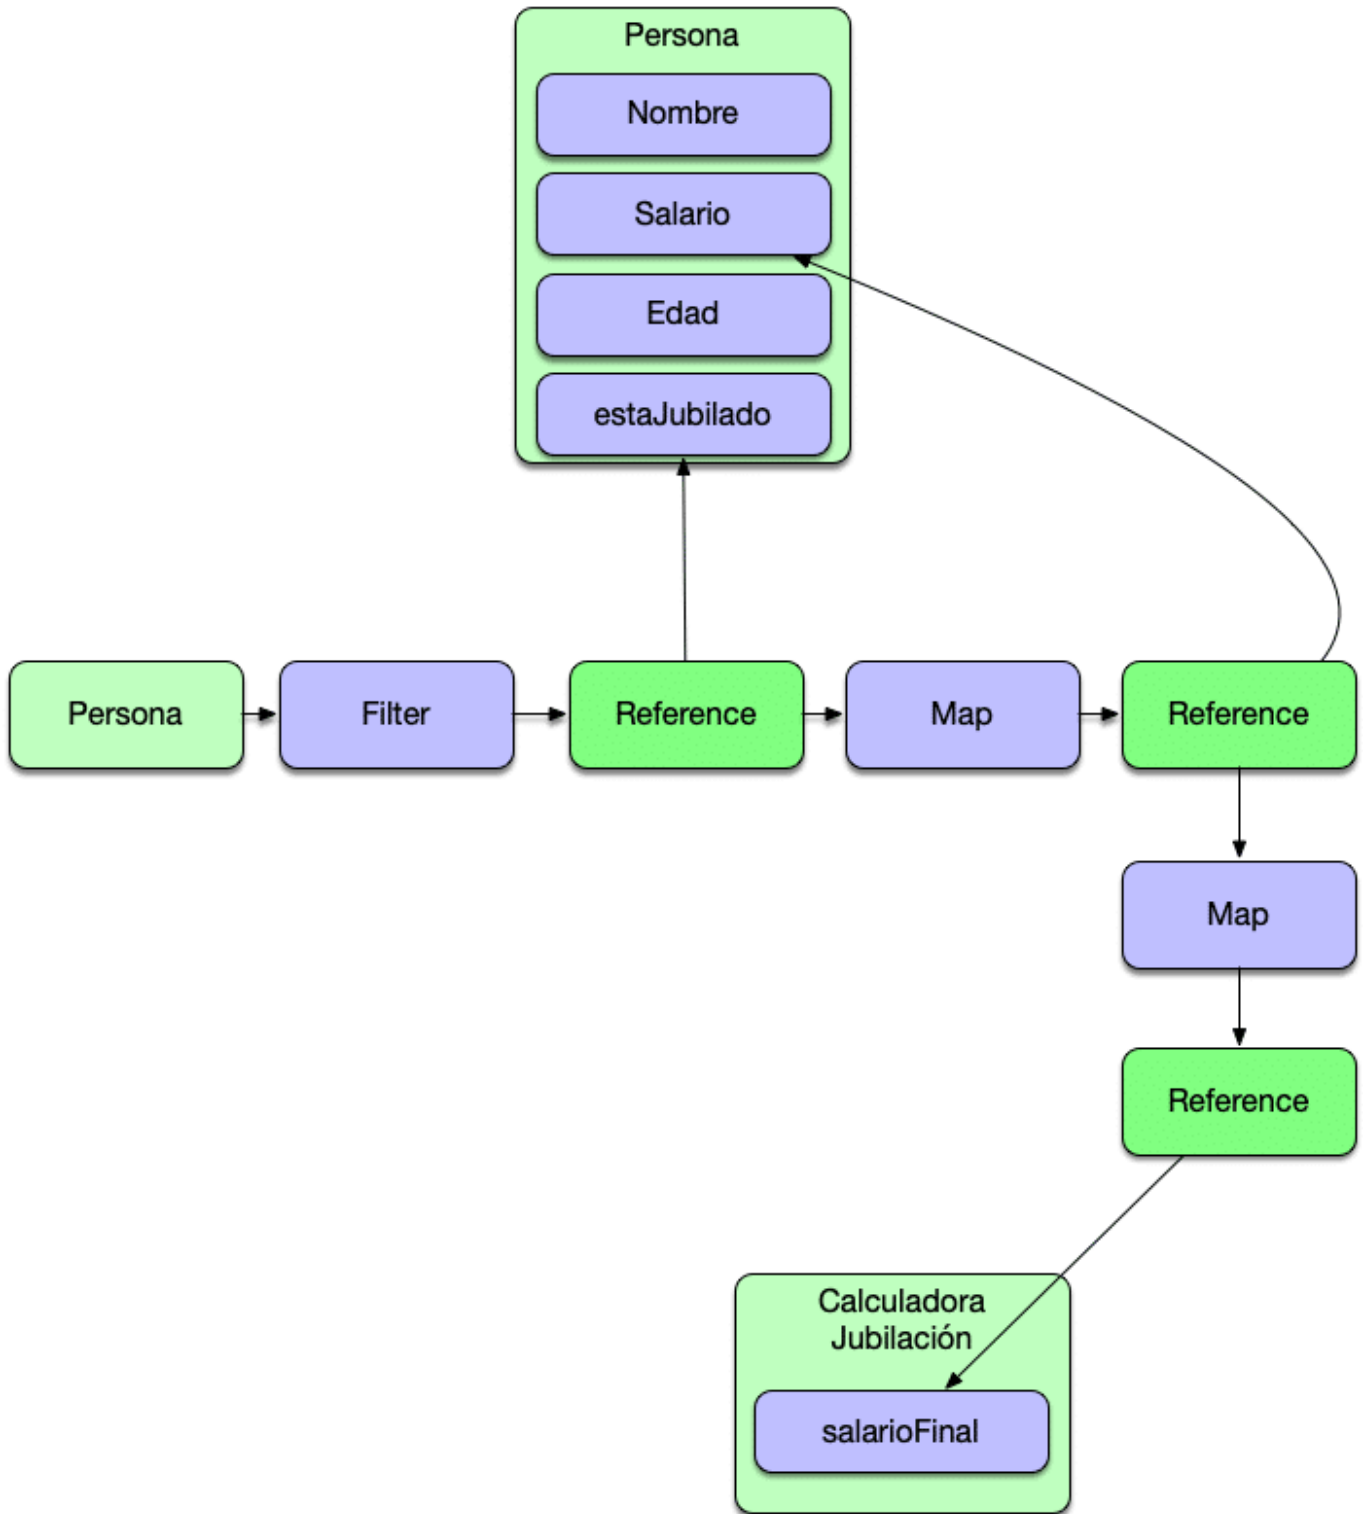 Persona
Nombre
Salario
Edad
estaJubilado
Persona
Filter
Reference
Map
Reference
Map
Reference
Calculadora
Jubilación
salarioFinal